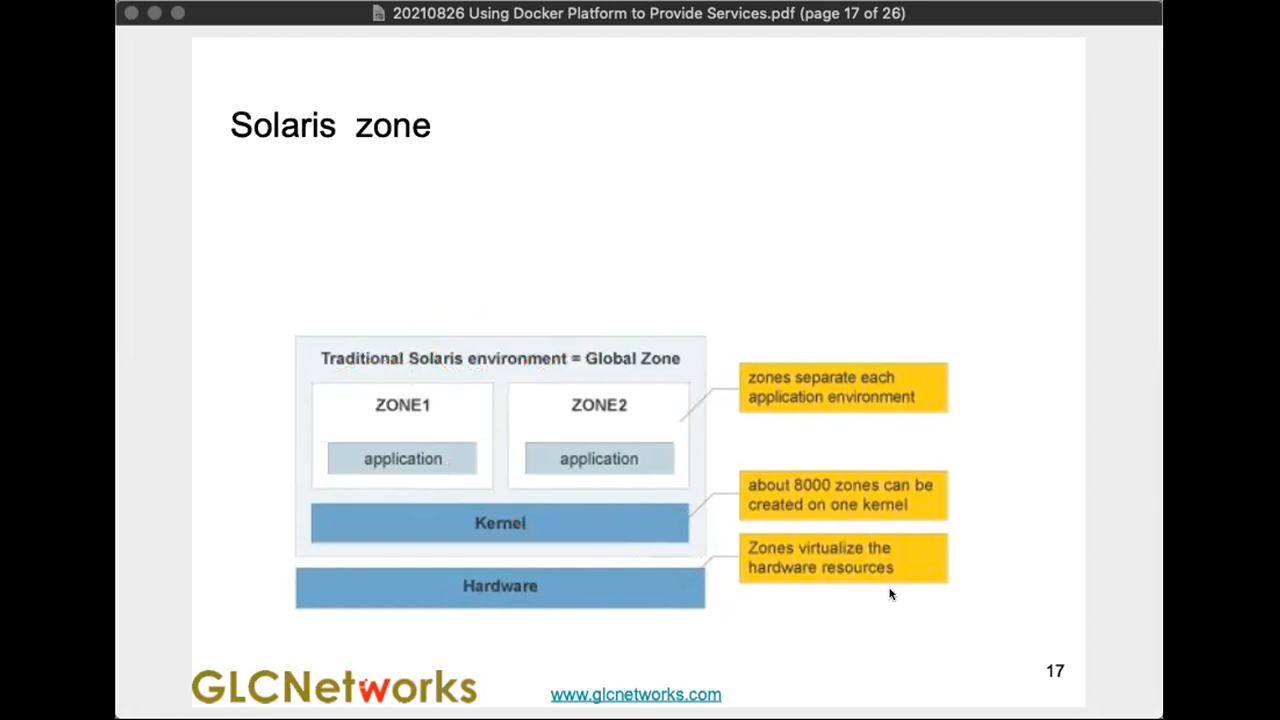 20210826 Using Docker Platform to Provide Services.pdf (page 17 of 26)
Solaris zone
Traditional Solaris environment = Global Zone
ZONE1
application
ZONE2
application
Kernel
Hardware
zones separate each
application environment
about 8000 zones can be
created on one kernel
Zones virtualize the
hardware resources
17
GLCNetworks
www.glcnetworks.com